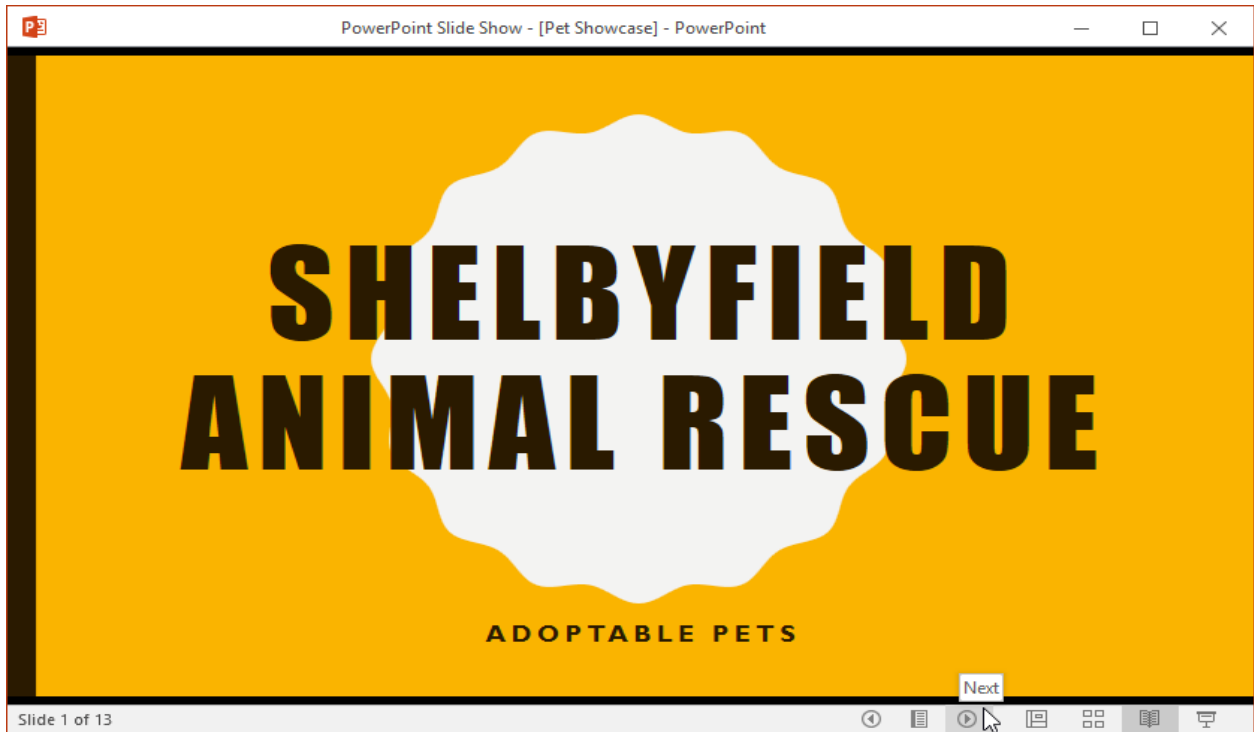 PowerPoint Slide Show - [Pet Showcase] - PowerPoint
SHELBYFIELD
ANIMAL RESCUE
ADOPTABLE PETS
Next
Slide 1 of 13